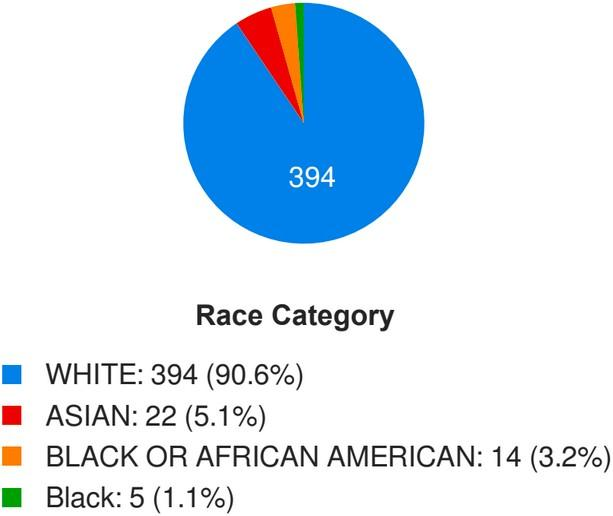 394
Race Category
WHITE: 394 (90.6%)
ASIAN: 22 (5.1%)
BLACK OR AFRICAN AMERICAN: 14 (3.2%)
Black: 5 (1.1%)